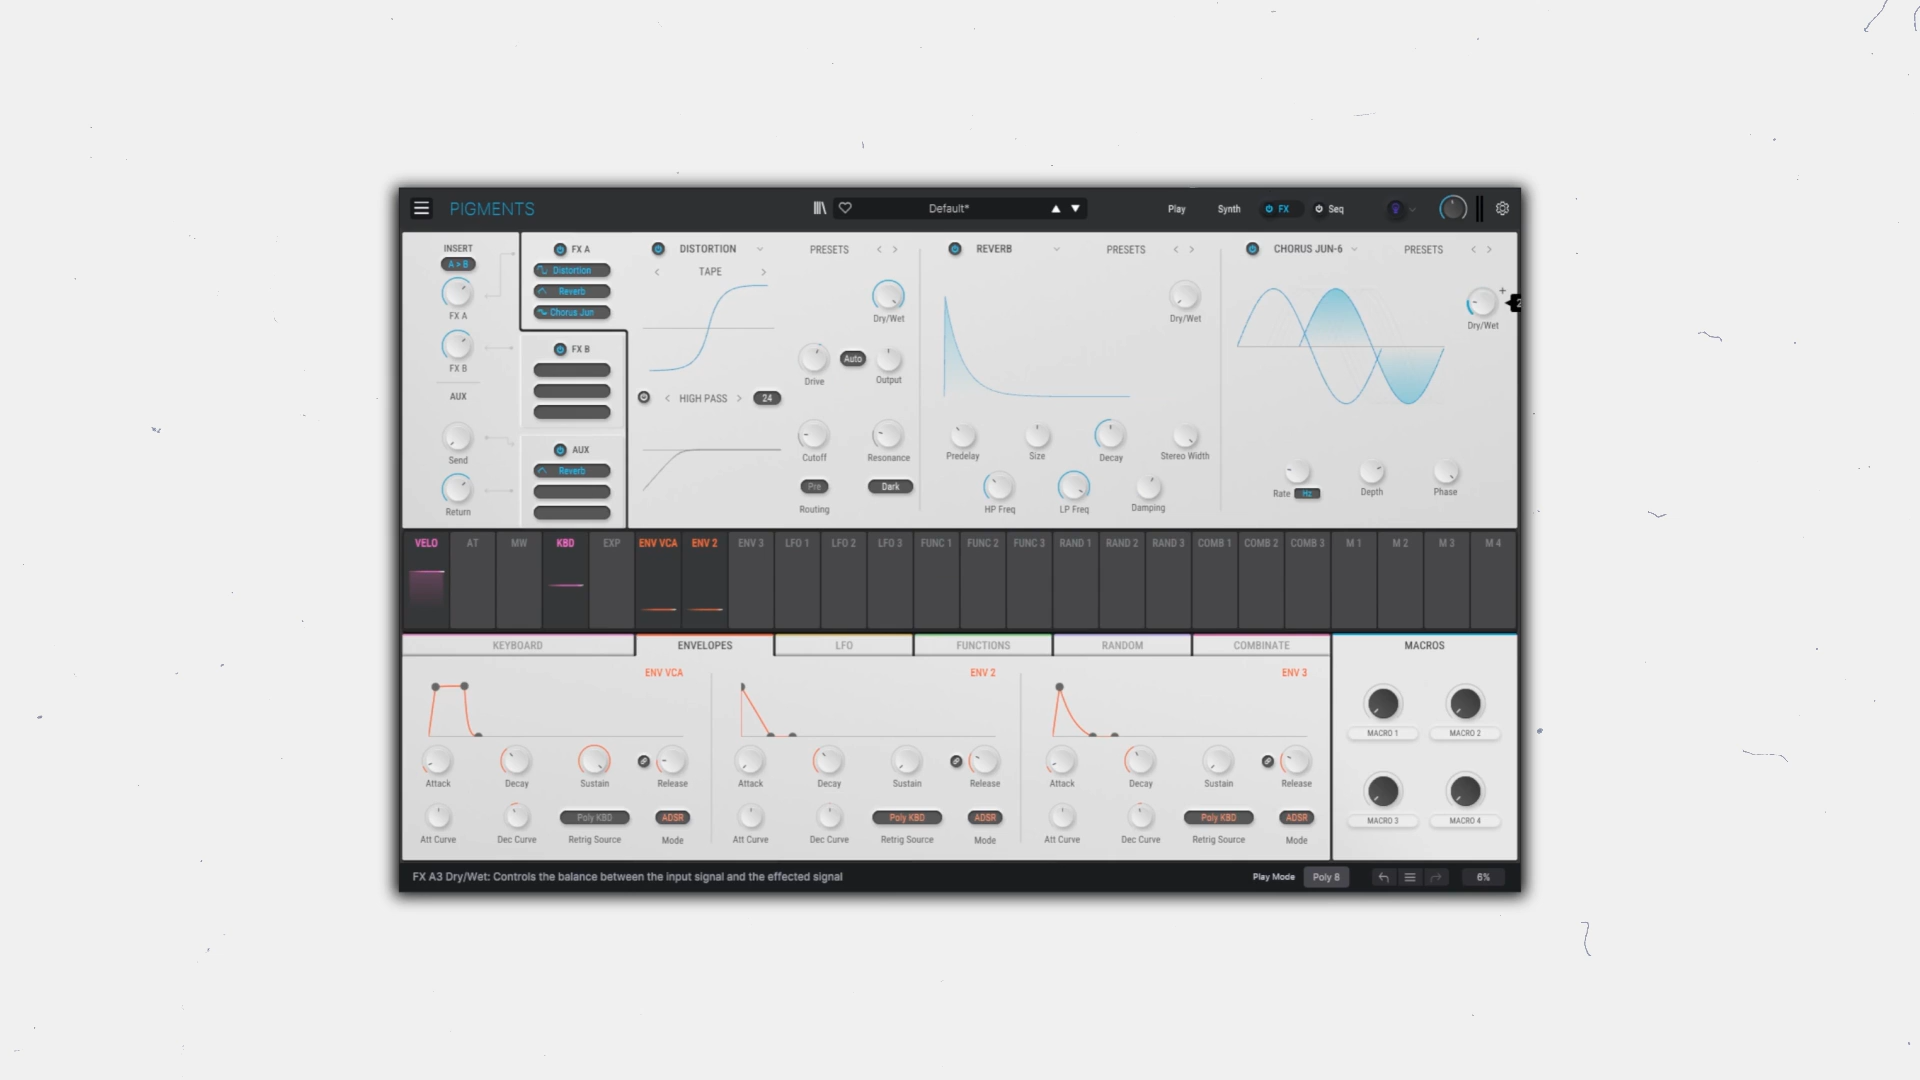 PIGMENTS
Default*
Play
Synth
FX
Seq
INSERT
A > B
FX A
FX B
AUX
Send
Return
FX A
Distortion
Reverb
Chorus Jun
FX B
AUX
Reverb
DISTORTION
PRESETS
TAPE
Dry/Wet
Drive
Auto
Output
HIGH PASS
24
Cutoff
Resonance
Pre
Dark
Routing
REVERB
PRESETS
Dry/Wet
Predelay
Size
Decay
Stereo Width
HP Freq
LP Freq
Damping
CHORUS JUN-6
PRESETS
Dry/Wet
Rate
Hz
Depth
Phase
VELO
AT
MW
KBD
EXP
ENV VCA
ENV 2
ENV 3
LFO 1
LFO 2
LFO 3
FUNC 1
FUNC 2
FUNC 3
RAND 1
RAND 2
RAND 3
COMB 1
COMB 2
COMB 3
M 1
M 2
M 3
M 4
KEYBOARD
ENVELOPES
LFO
FUNCTIONS
RANDOM
COMBINATE
MACROS
ENV VCA
Attack
Decay
Sustain
Release
Att Curve
Dec Curve
Poly KBD
Retrig Source
ADSR
Mode
ENV 2
Attack
Decay
Sustain
Release
Att Curve
Dec Curve
Poly KBD
Retrig Source
ADSR
Mode
ENV 3
Attack
Decay
Sustain
Release
Att Curve
Dec Curve
Poly KBD
Retrig Source
ADSR
Mode
MACRO 1
MACRO 2
MACRO 3
MACRO 4
FX A3 Dry/Wet: Controls the balance between the input signal and the effected signal
Play Mode
Poly 8
6%